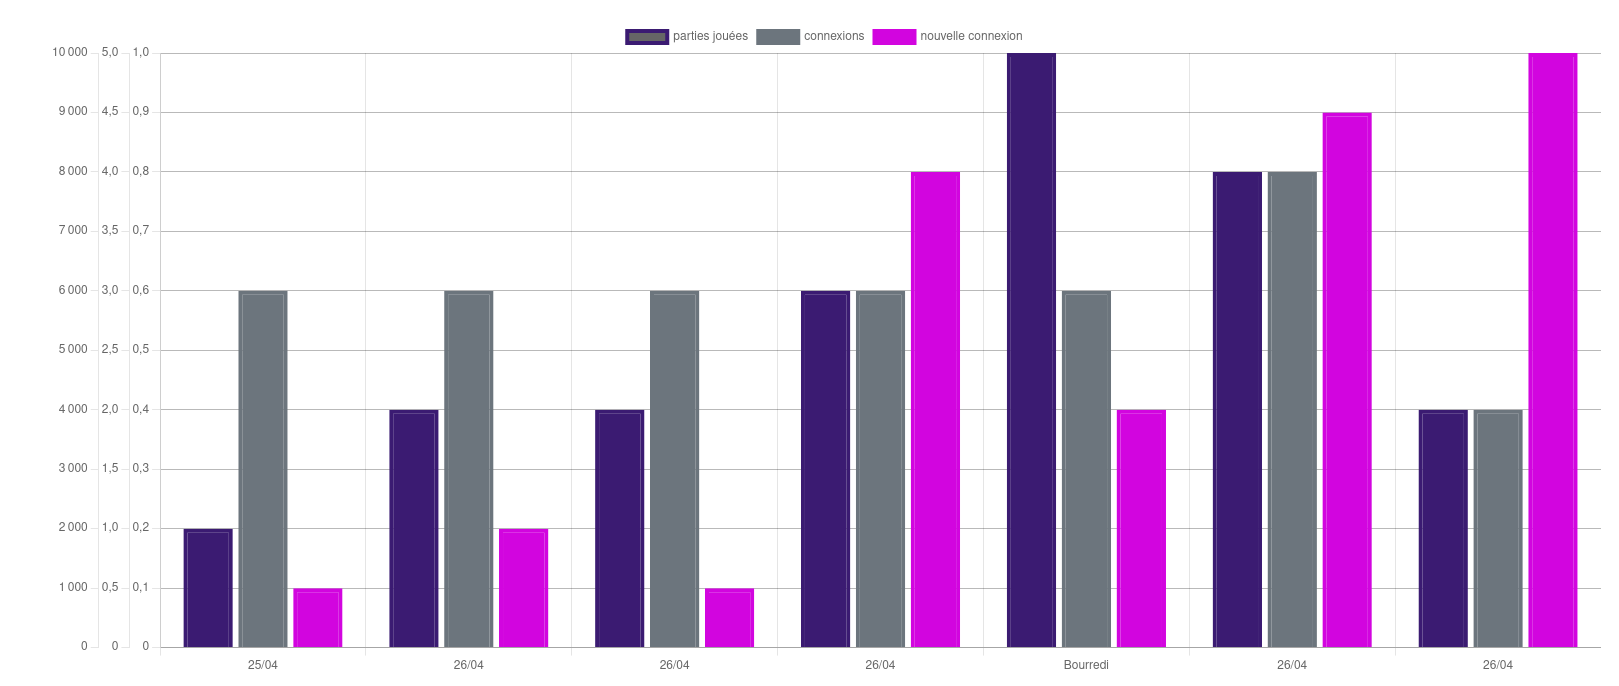 parties jouées connexions nouvelle connexion
10 000 5,0 1,0
9 000 4,5 0,9
8 000 4,0 0,8
7 000 3,5 0,7
6 000 3,0 0,6
5 000 2,5 0,5
4 000 2,0 0,4
3 000 1,5 0,3
2 000 1,0 0,2
1 000 0,5 0,1
0 0 0
25/04 26/04 26/04 26/04 Bourredi 26/04 26/04